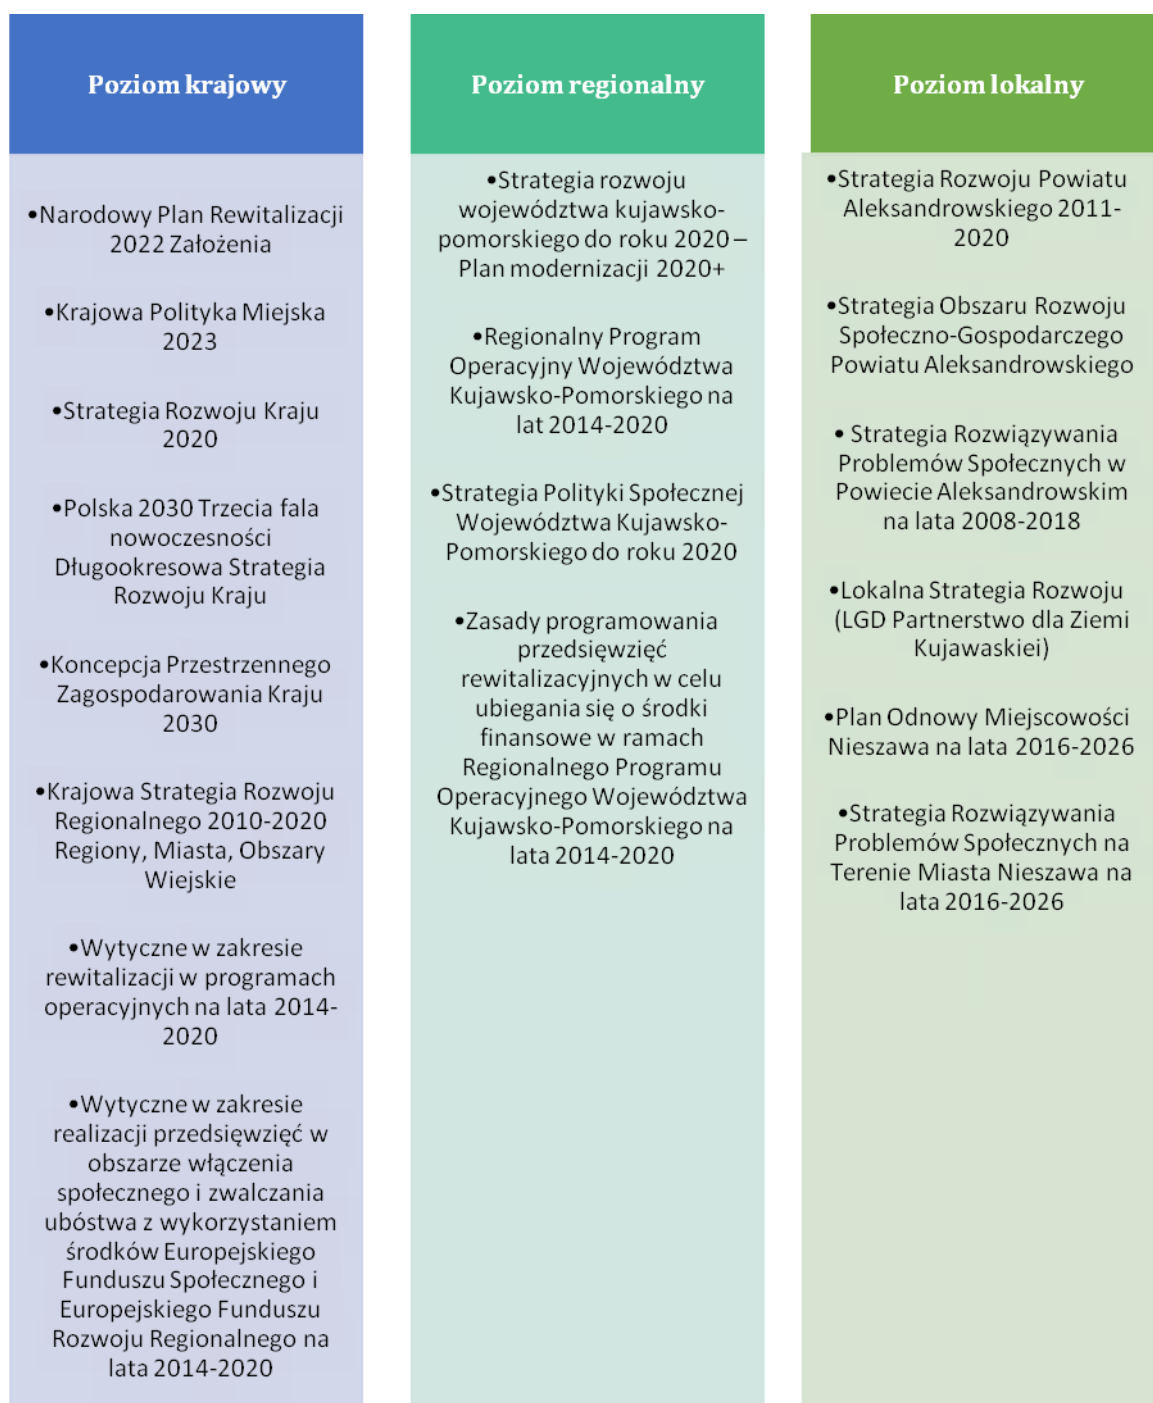 Poziom krajowy
•Narodowy Plan Rewitalizacji
2022 Założenia
•Krajowa Polityka Miejska
2023
•Strategia Rozwoju Kraju
2020
•Polska 2030 Trzecia fala
nowoczesności
Długookresowa Strategia
Rozwoju Kraju
•Koncepcja Przestrzennego
Zagospodarowania Kraju
2030
•Krajowa Strategia Rozwoju
Regionalnego 2010-2020
Regiony, Miasta, Obszary
Wiejskie
•Wytyczne w zakresie
rewitalizacji w programach
operacyjnych na lata 2014-
2020
•Wytyczne w zakresie
realizacji przedsięwzięć w
obszarze włączenia
społecznego i zwalczania
ubóstwa z wykorzystaniem
środków Europejskiego
Funduszu Społecznego i
Europejskiego Funduszu
Rozwoju Regionalnego na
lata 2014-2020
Poziom regionalny
•Strategia rozwoju
województwa kujawsko-
pomorskiego do roku 2020 –
Plan modernizacji 2020+
•Regionalny Program
Operacyjny Województwa
Kujawsko-Pomorskiego na
lat 2014-2020
•Strategia Polityki Społecznej
Województwa Kujawsko-
Pomorskiego do roku 2020
•Zasady programowania
przedsięwzięć
rewitalizacyjnych w celu
ubiegania się o środki
finansowe w ramach
Regionalnego Programu
Operacyjnego Województwa
Kujawsko-Pomorskiego na
lata 2014-2020
Poziom lokalny
•Strategia Rozwoju Powiatu
Aleksandrowskiego 2011-
2020
•Strategia Obszaru Rozwoju
Społeczno-Gospodarczego
Powiatu Aleksandrowskiego
• Strategia Rozwiązywania
Problemów Społecznych w
Powiecie Aleksandrowskim
na lata 2008-2018
•Lokalna Strategia Rozwoju
(LGD Partnerstwo dla Ziemi
Kujawaskiei)
•Plan Odnowy Miejscowości
Nieszawa na lata 2016-2026
•Strategia Rozwiązywania
Problemów Społecznych na
Terenie Miasta Nieszawa na
lata 2016-2026